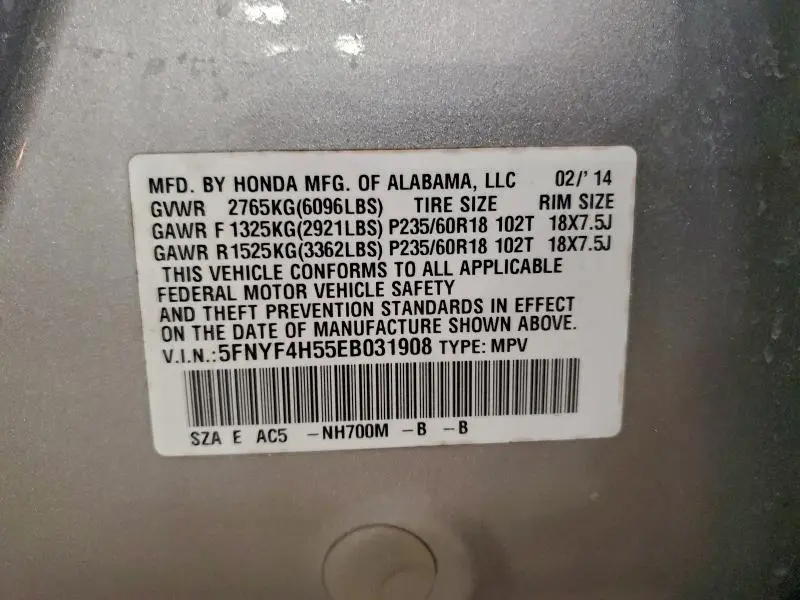 MFD. BY HONDA MFG. OF ALABAMA, LLC 02/' 14
GVWR 2765KG(6096LBS) TIRE SIZE RIM SIZE
GAWR F 1325KG(2921LBS) P235/60R18 102T 18X7.5J
GAWR R1525KG(3362LBS) P235/60R18 102T 18X7.5J
THIS VEHICLE CONFORMS TO ALL APPLICABLE
FEDERAL MOTOR VEHICLE SAFETY
AND THEFT PREVENTION STANDARDS IN EFFECT
ON THE DATE OF MANUFACTURE SHOWN ABOVE.
V.I.N.:5FNYF4H55EB031908 TYPE: MPV
SZA E AC5 -NH700M -B -B